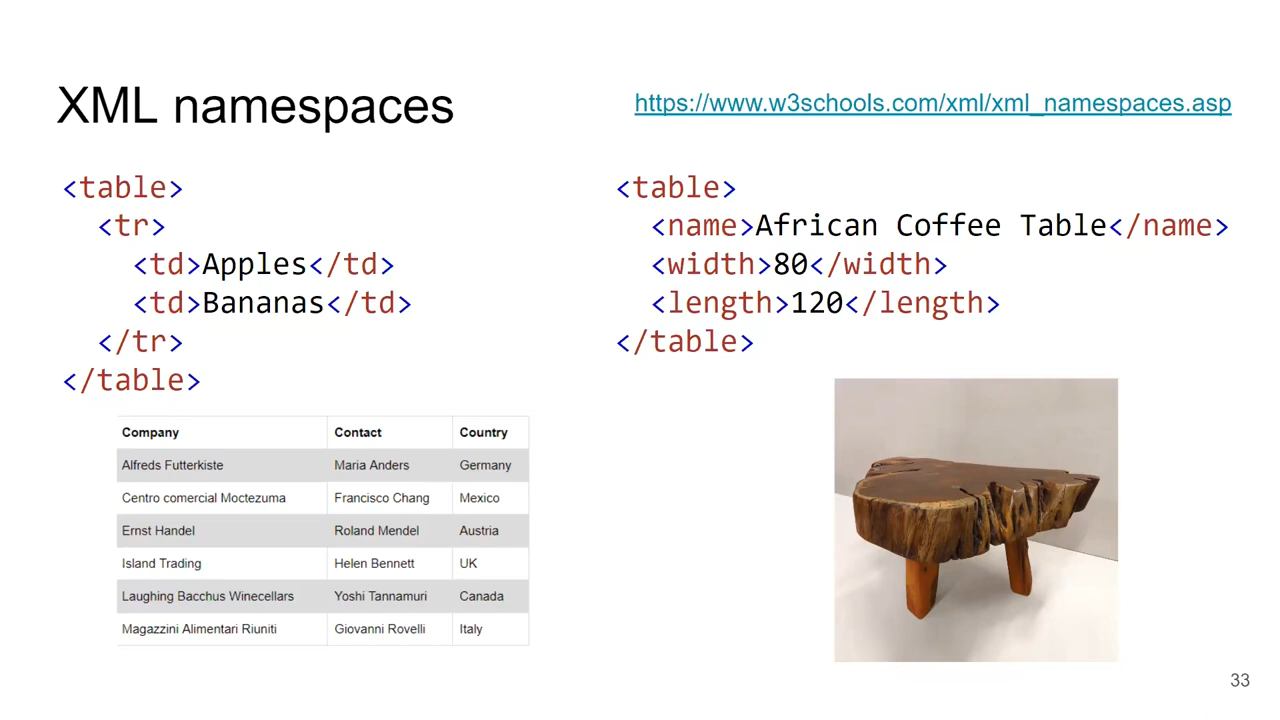 XML namespaces
https://www.w3schools.com/xml/xml_namespaces.asp
<table>
  <tr>
    <td>Apples</td>
    <td>Bananas</td>
  </tr>
</table>
<table>
  <name>African Coffee Table</name>
  <width>80</width>
  <length>120</length>
</table>
Company Contact Country
Alfreds Futterkiste Maria Anders Germany
Centro comercial Moctezuma Francisco Chang Mexico
Ernst Handel Roland Mendel Austria
Island Trading Helen Bennett UK
Laughing Bacchus Winecellars Yoshi Tannamuri Canada
Magazzini Alimentari Riuniti Giovanni Rovelli Italy
33